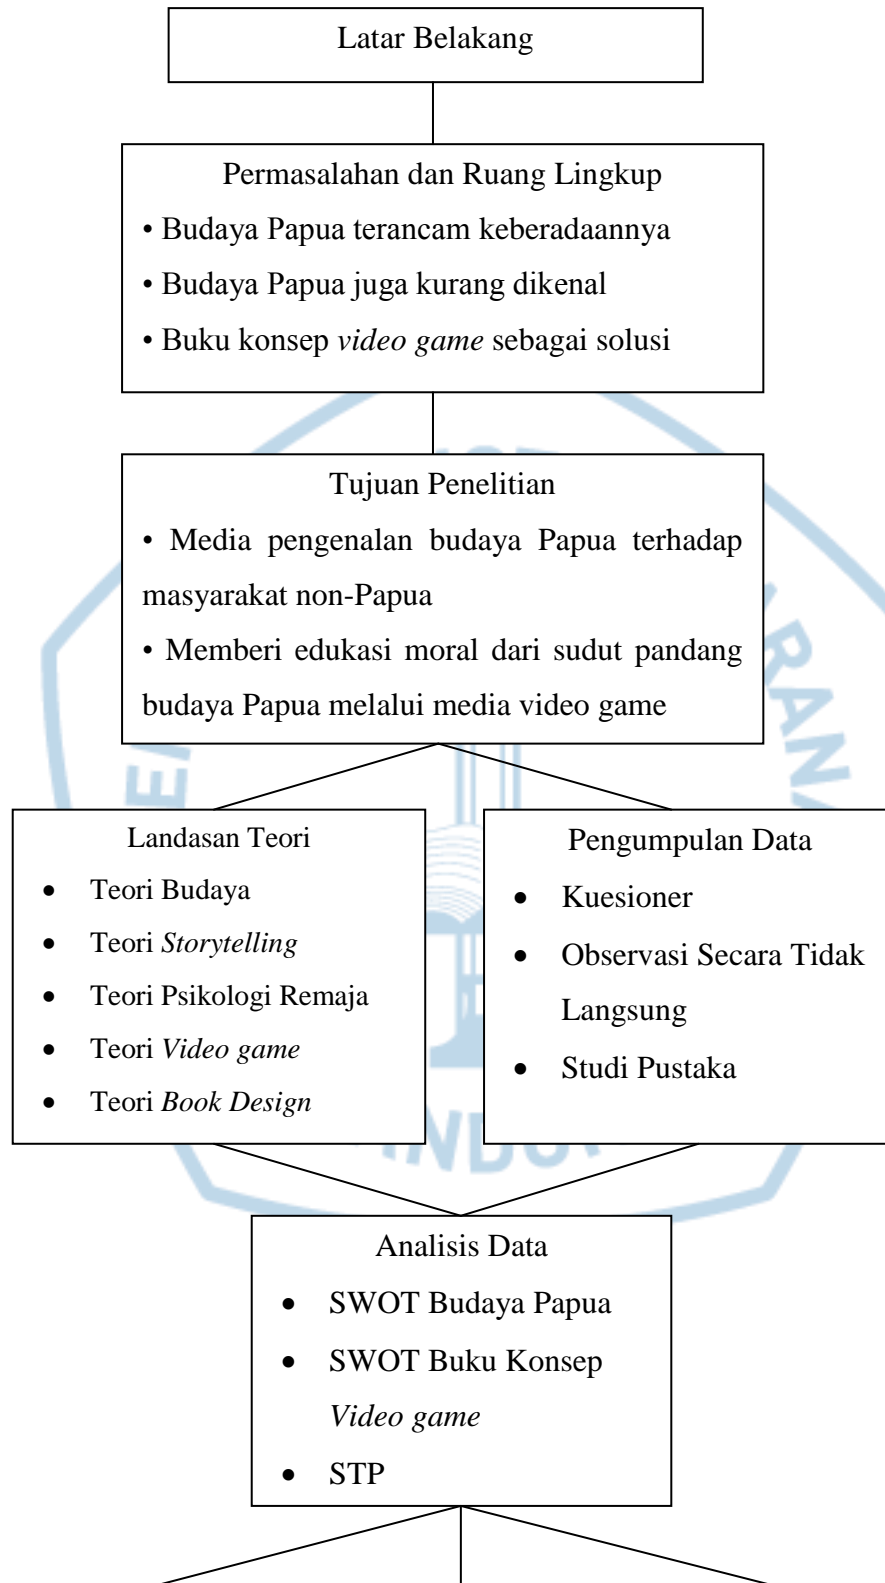 Latar Belakang
Permasalahan dan Ruang Lingkup
• Budaya Papua terancam keberadaannya
• Budaya Papua juga kurang dikenal
• Buku konsep video game sebagai solusi
Tujuan Penelitian
• Media pengenalan budaya Papua terhadap
masyarakat non-Papua
• Memberi edukasi moral dari sudut pandang
budaya Papua melalui media video game
Landasan Teori
• Teori Budaya
• Teori Storytelling
• Teori Psikologi Remaja
• Teori Video game
• Teori Book Design
Pengumpulan Data
• Kuesioner
• Observasi Secara Tidak
Langsung
• Studi Pustaka
Analisis Data
• SWOT Budaya Papua
• SWOT Buku Konsep
Video game
• STP